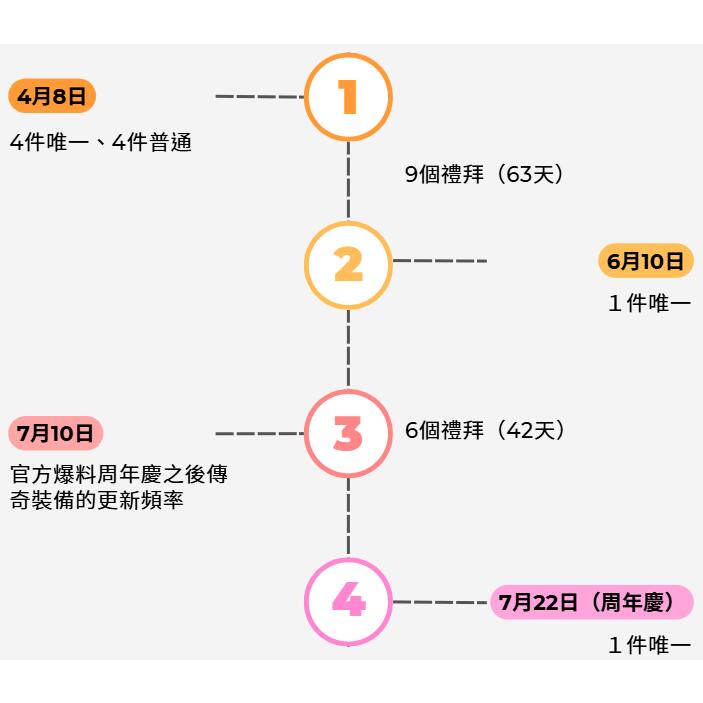 1
4月8日
4件唯一、4件普通
9個禮拜（63天）
2
6月10日
１件唯一
3
7月10日
6個禮拜（42天）
官方爆料周年慶之後傳
奇裝備的更新頻率
4
7月22日（周年慶）
１件唯一